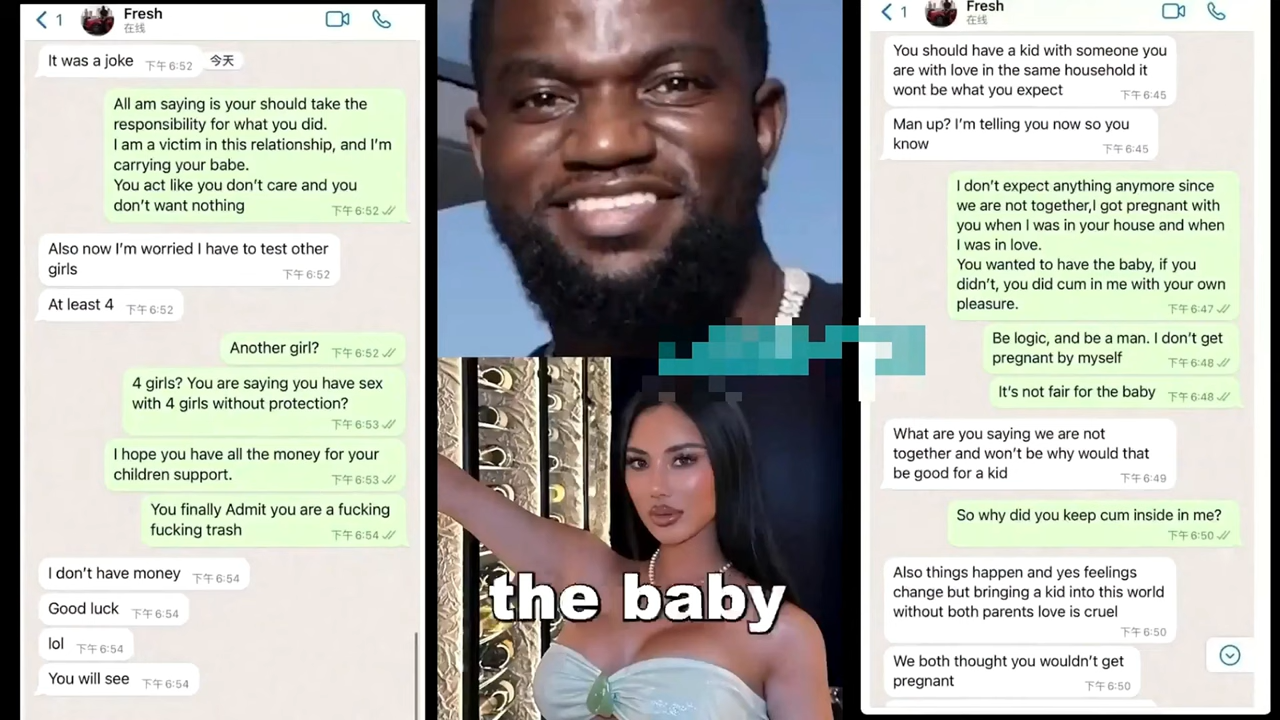 1
Fresh
在线
It was a joke
下午6:52
今天
All am saying is your should take the
responsibility for what you did.
I am a victim in this relationship, and I'm
carrying your babe.
You act like you don't care and you
don't want nothing
下午6:52
Also now I'm worried I have to test other
girls
下午6:52
At least 4
下午6:52
Another girl?
下午6:52
4 girls? You are saying you have sex
with 4 girls without protection?
下午6:53
I hope you have all the money for your
children support.
下午6:53
You finally Admit you are a fucking
fucking trash
下午6:54
I don't have money
下午6:54
Good luck
下午6:54
lol
下午6:54
You will see
下午6:54
the baby
1
Fresh
在线
You should have a kid with someone you
are with love in the same household it
wont be what you expect
下午6:45
Man up? I'm telling you now so you
know
下午6:45
I don't expect anything anymore since
we are not together,I got pregnant with
you when I was in your house and when
I was in love.
You wanted to have the baby, if you
didn't, you did cum in me with your own
pleasure.
下午6:47
Be logic, and be a man. I don't get
pregnant by myself
下午6:48
It's not fair for the baby
下午6:48
What are you saying we are not
together and won't be why would that
be good for a kid
下午6:49
So why did you keep cum inside in me?
下午6:50
Also things happen and yes feelings
change but bringing a kid into this world
without both parents love is cruel
下午6:50
We both thought you wouldn't get
pregnant
下午6:50